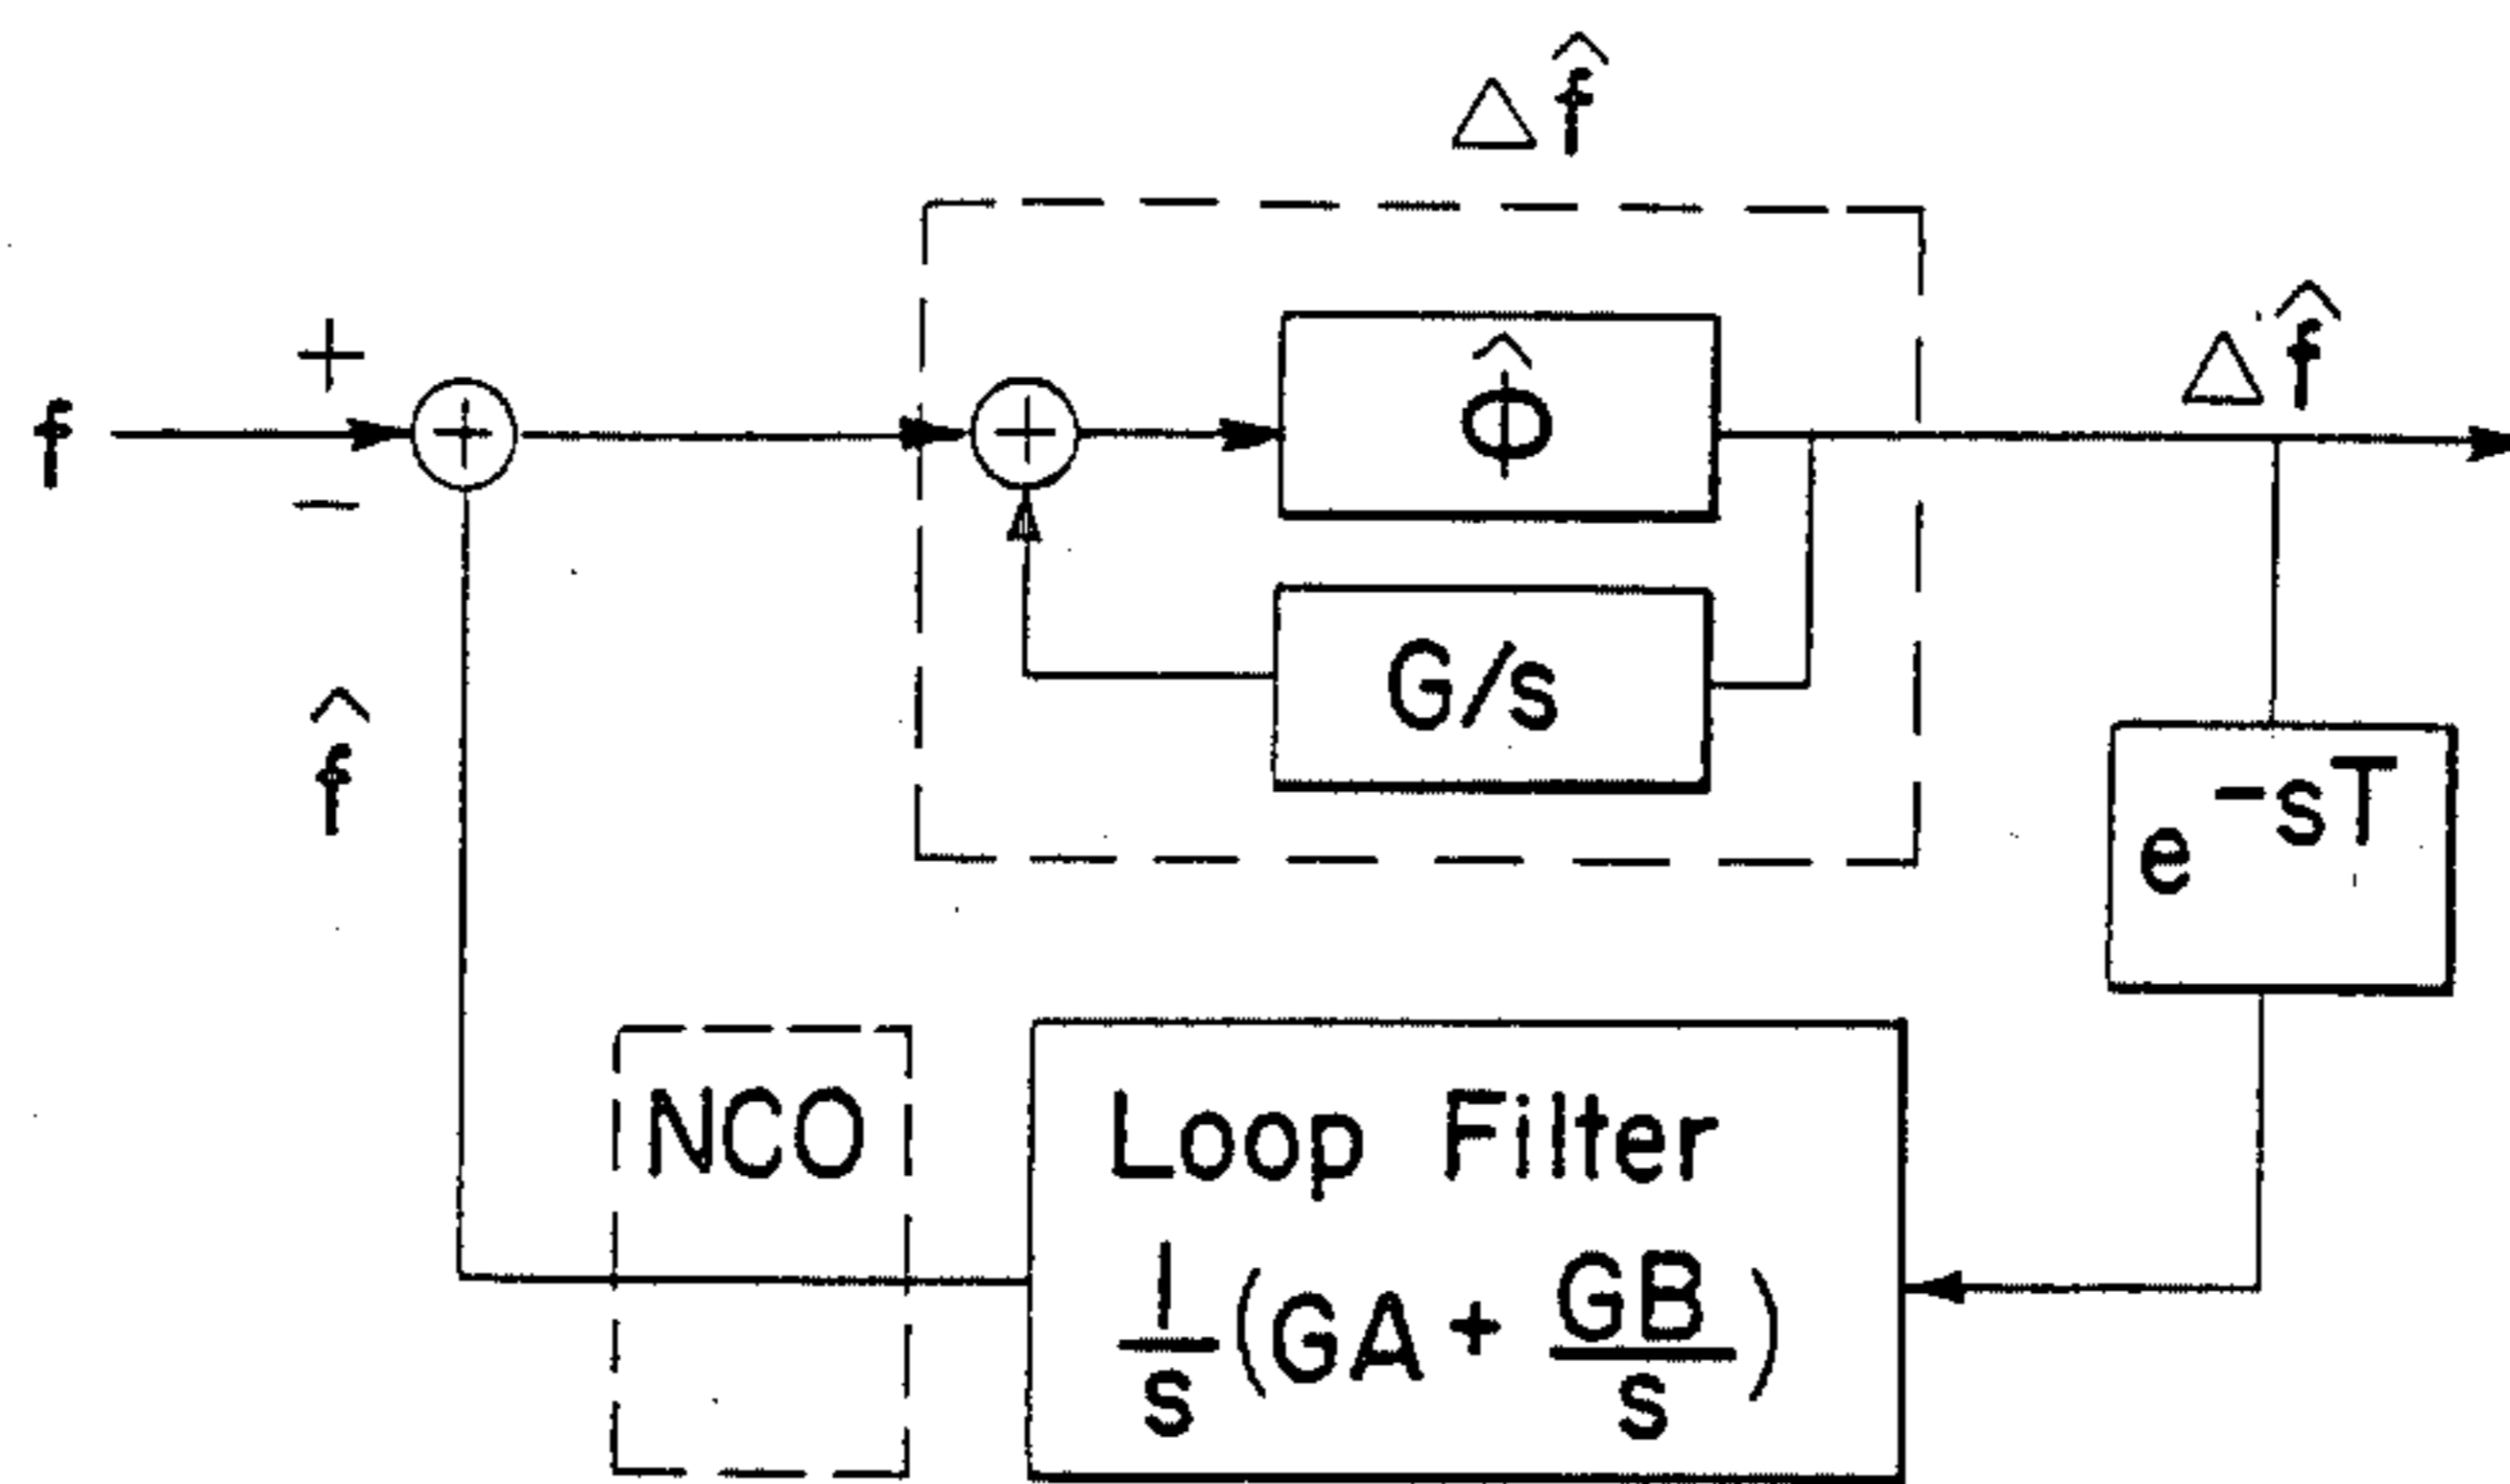 Δf̂
+
f
+
+
Φ̂
Δf̂
−
G/s
f̂
e^{-sT}
NCO
Loop Filter
1/s (GA + GB/s)